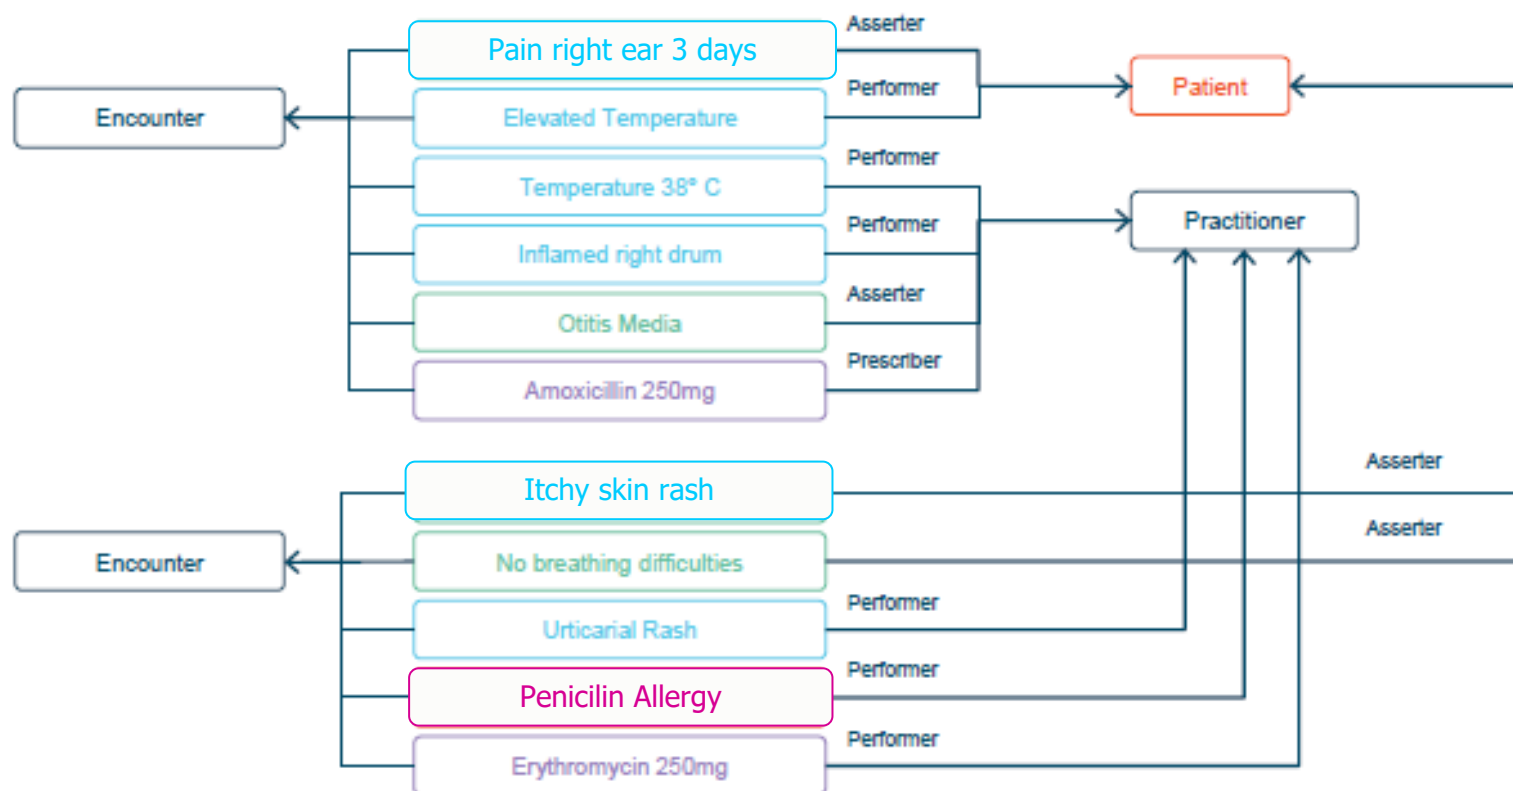 Asserter
Pain right ear 3 days
Performer
Patient
Encounter
Elevated Temperature
Performer
Temperature 38° C
Practitioner
Performer
Inflamed right drum
Asserter
Otitis Media
Prescriber
Amoxicillin 250mg
Asserter
Itchy skin rash
Asserter
Encounter
No breathing difficulties
Performer
Urticarial Rash
Performer
Penicilin Allergy
Performer
Erythromycin 250mg